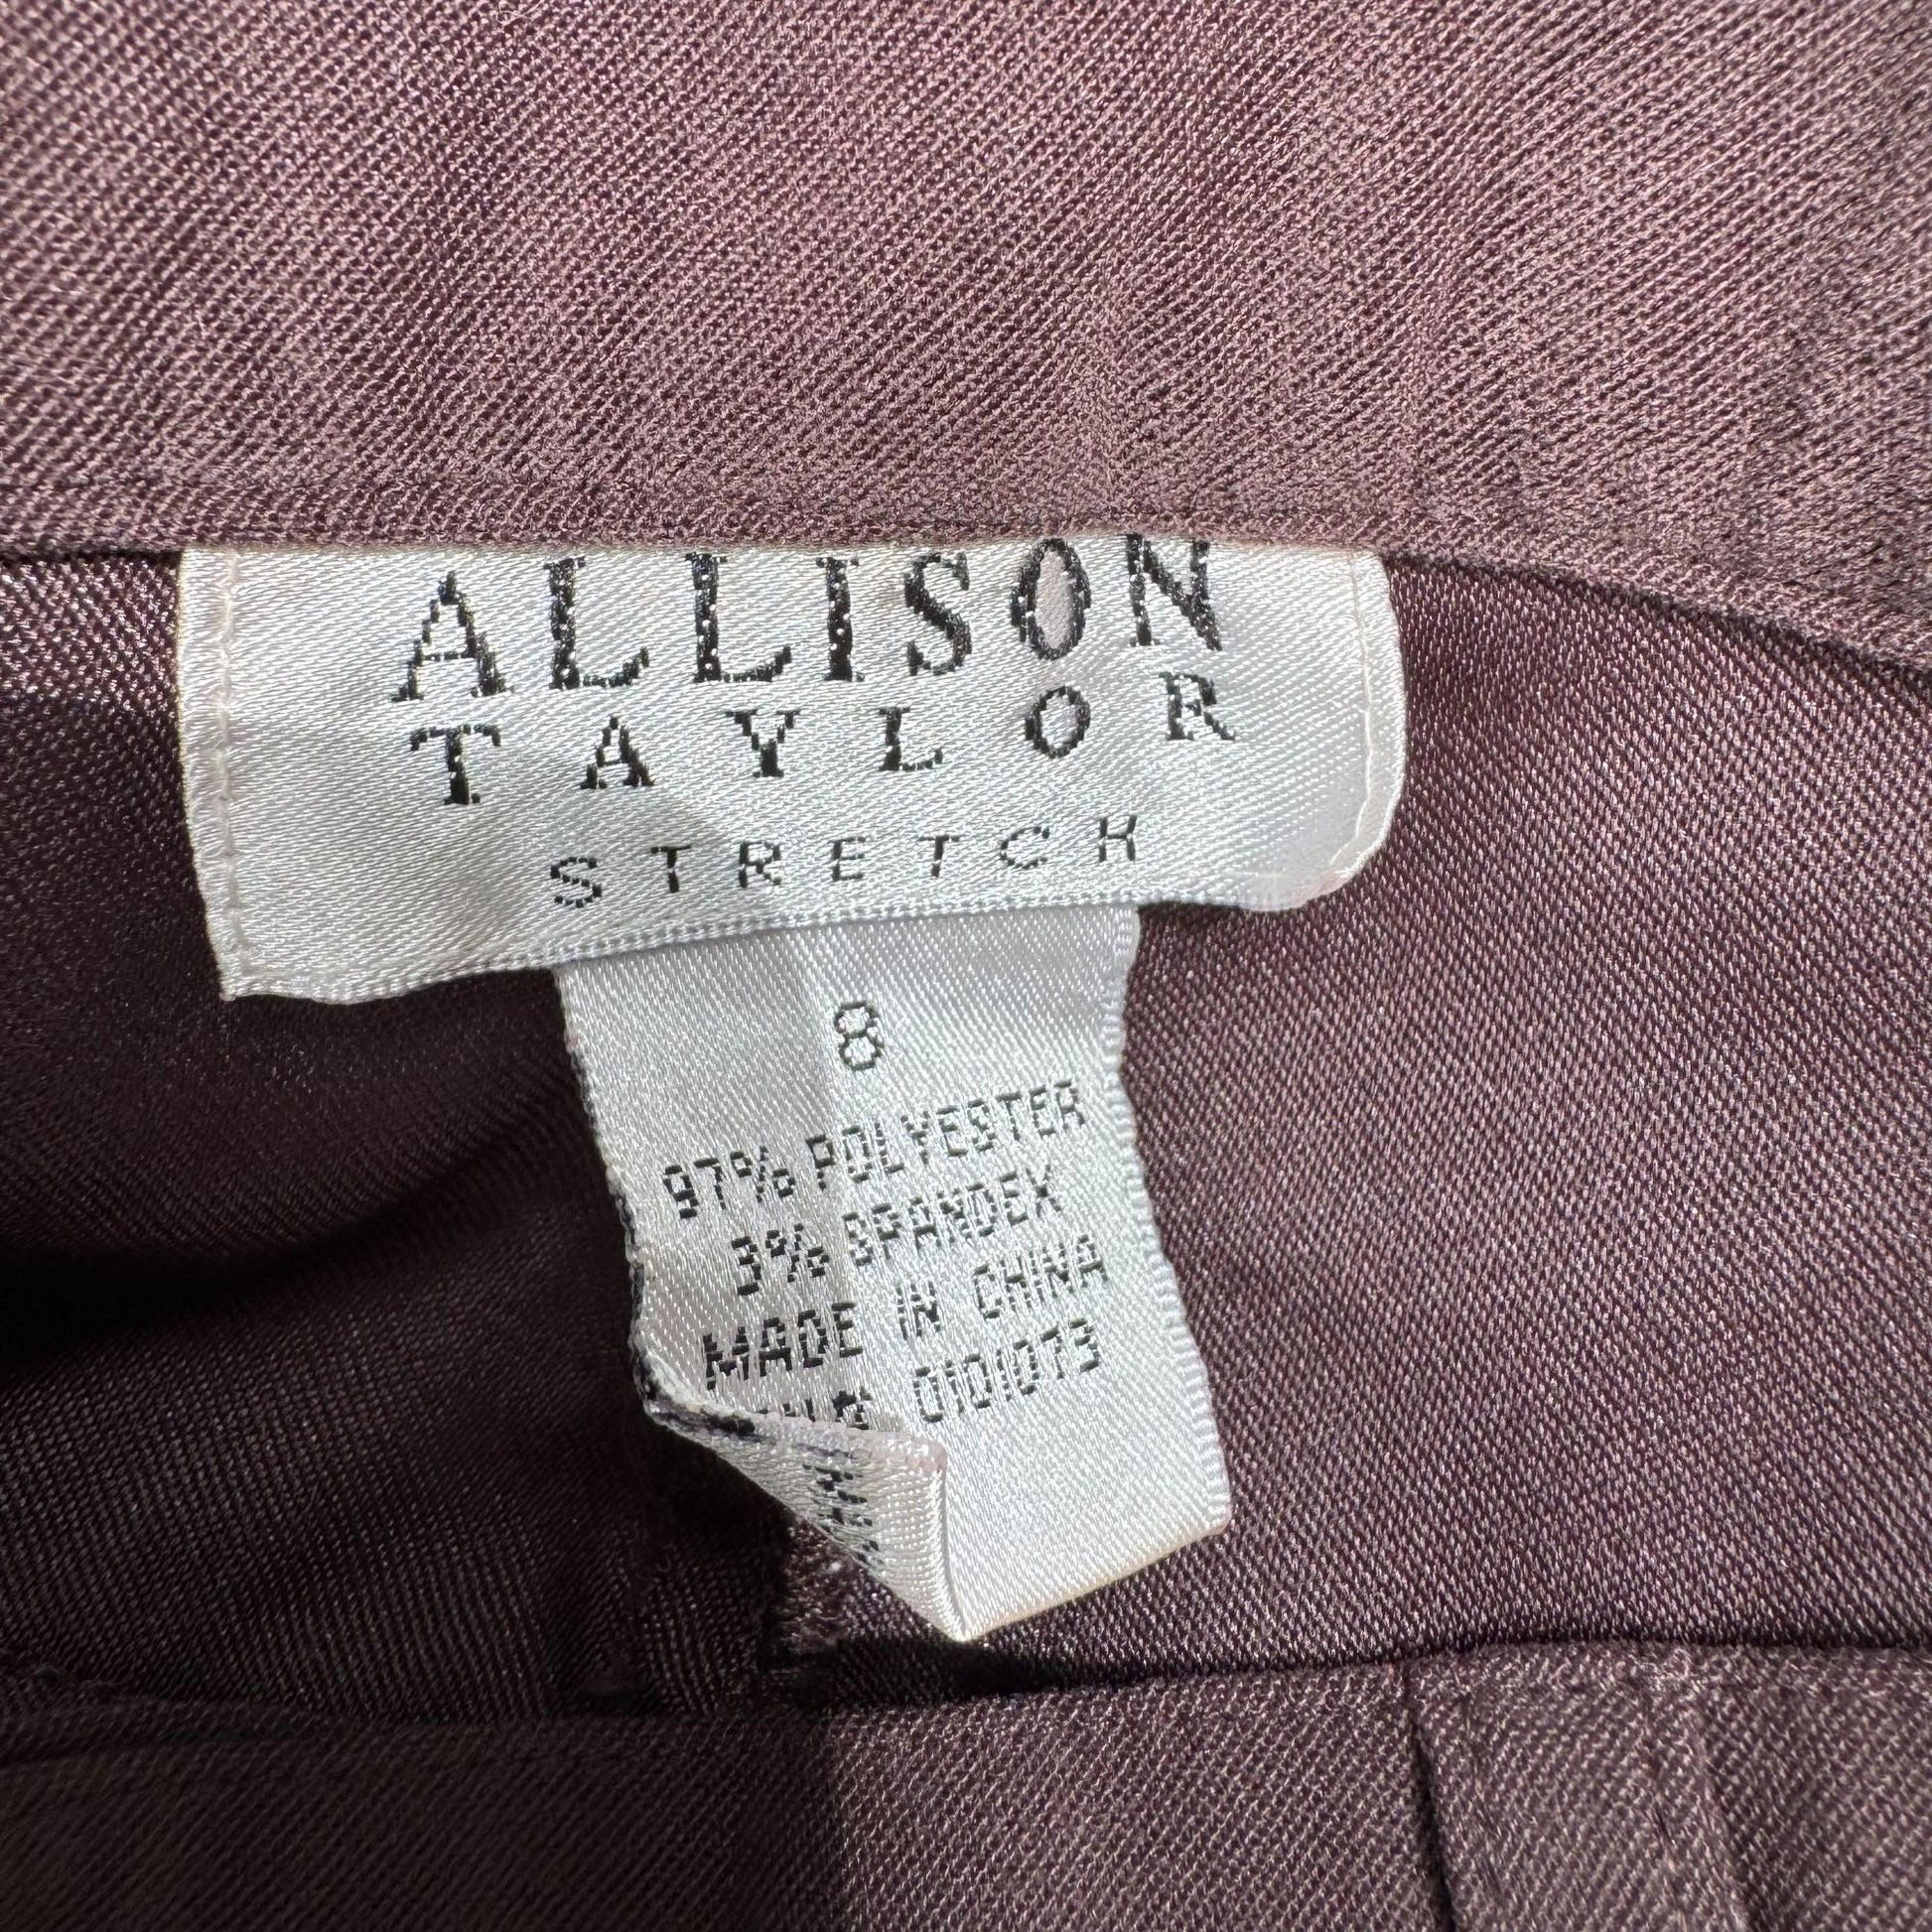 ALLISON
TAYLOR
STRETCH
8
97% POLYESTER
3% SPANDEX
MADE IN CHINA
0101073